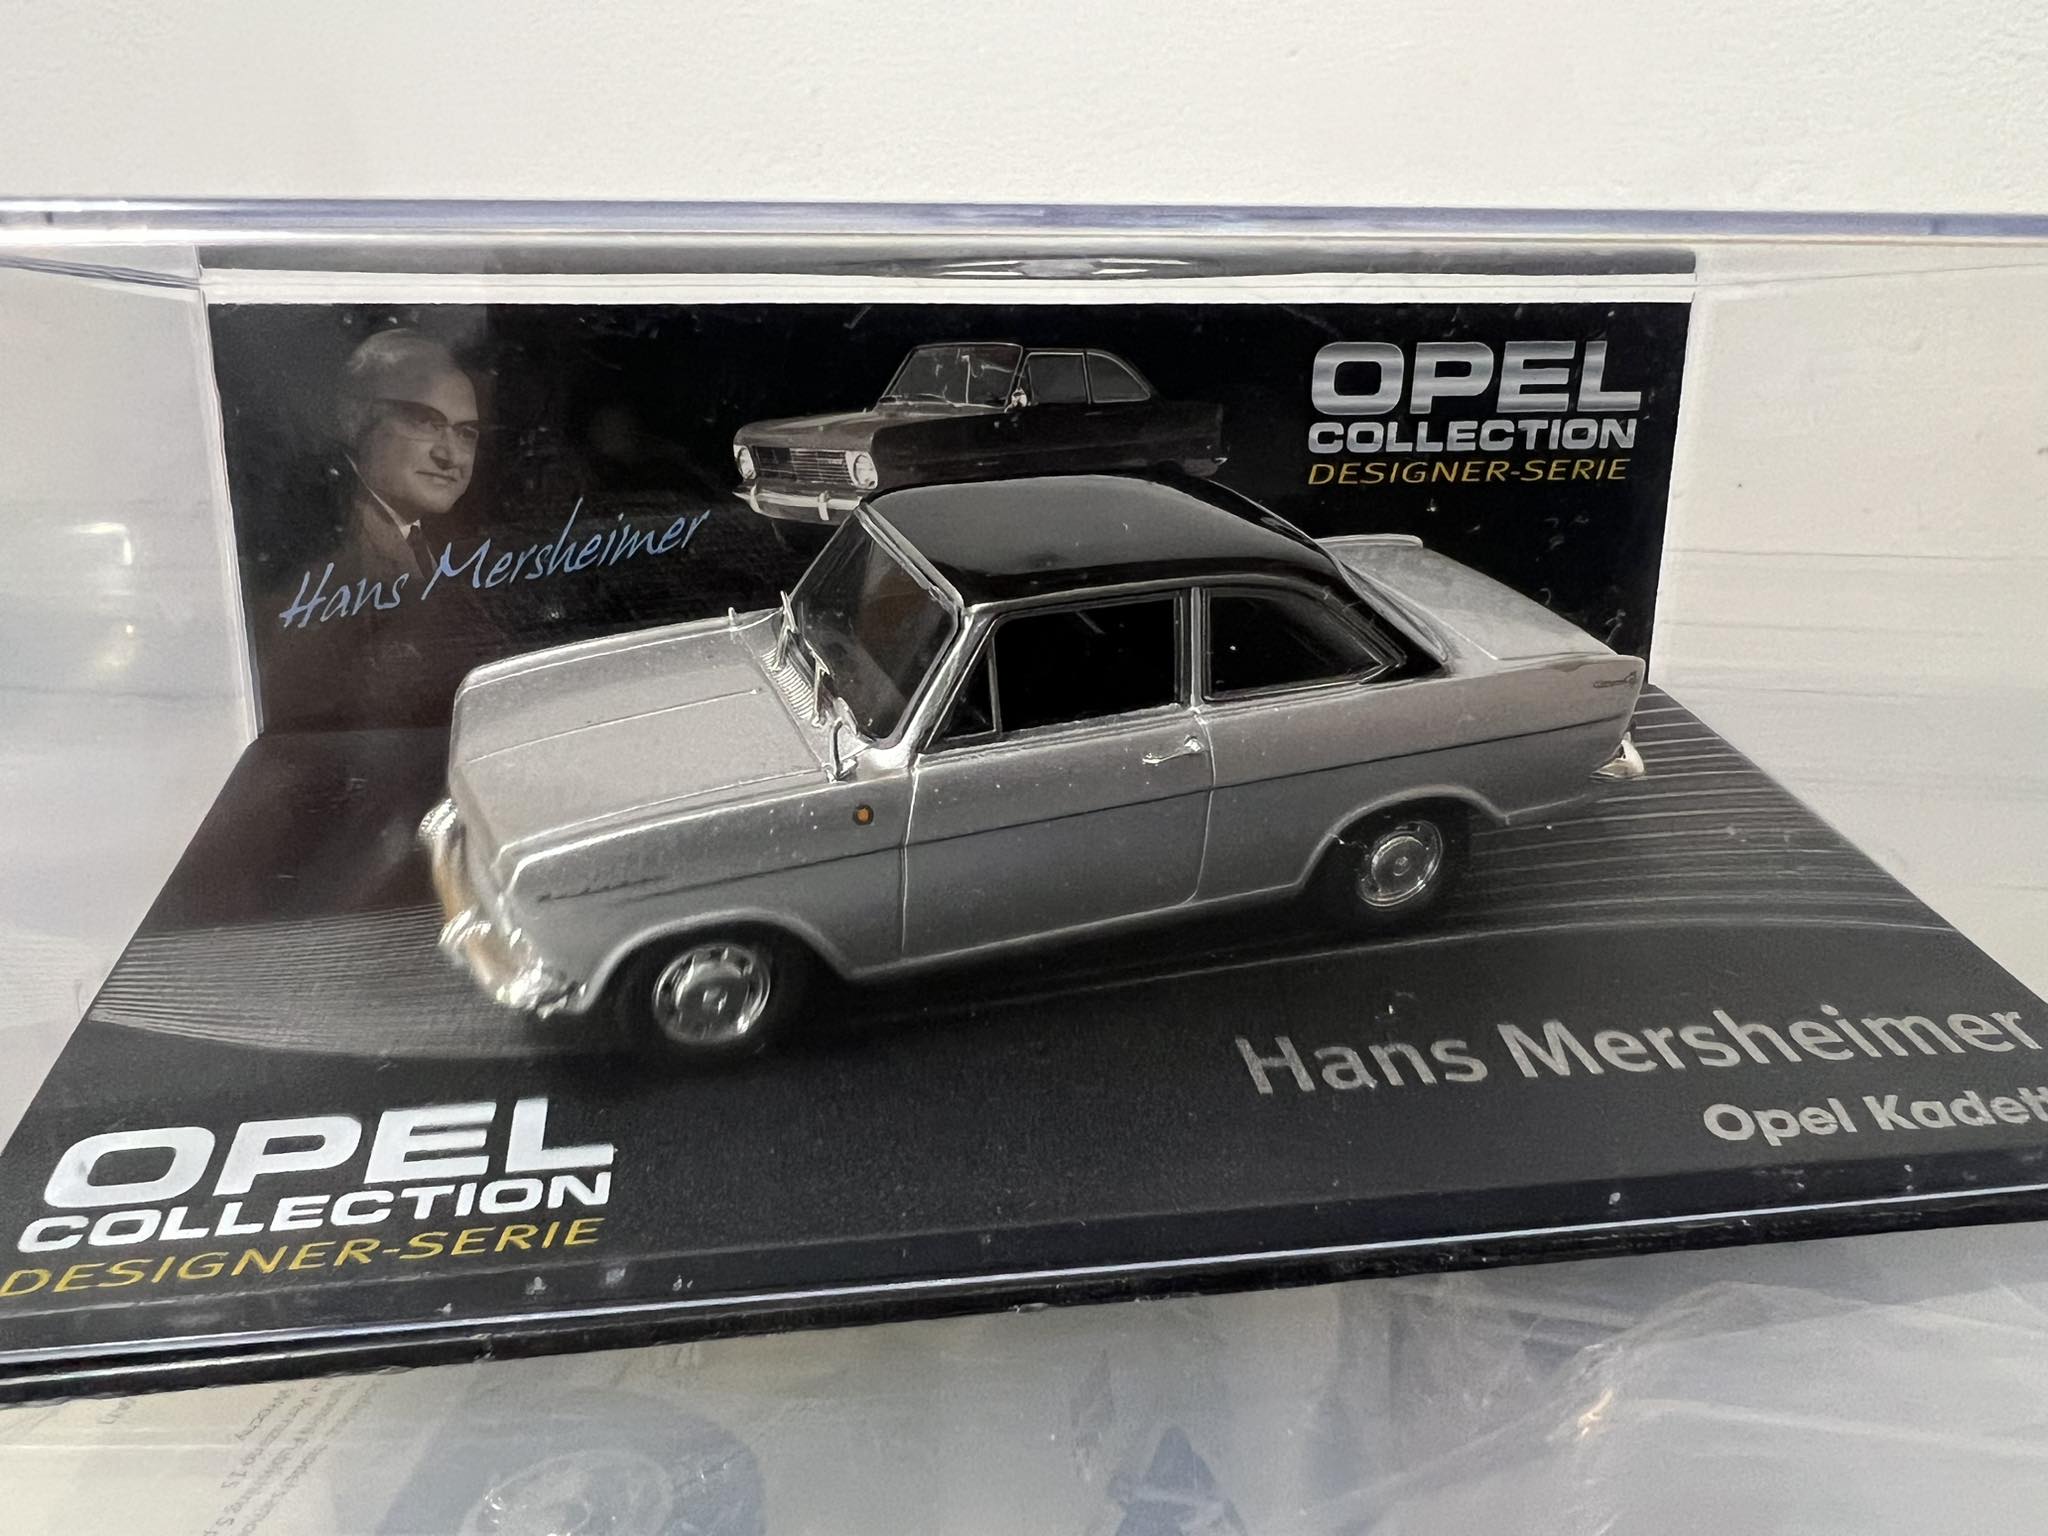 OPEL
COLLECTION
DESIGNER-SERIE
Hans Mersheimer
Hans Mersheimer
Opel Kadett
OPEL
COLLECTION
DESIGNER-SERIE